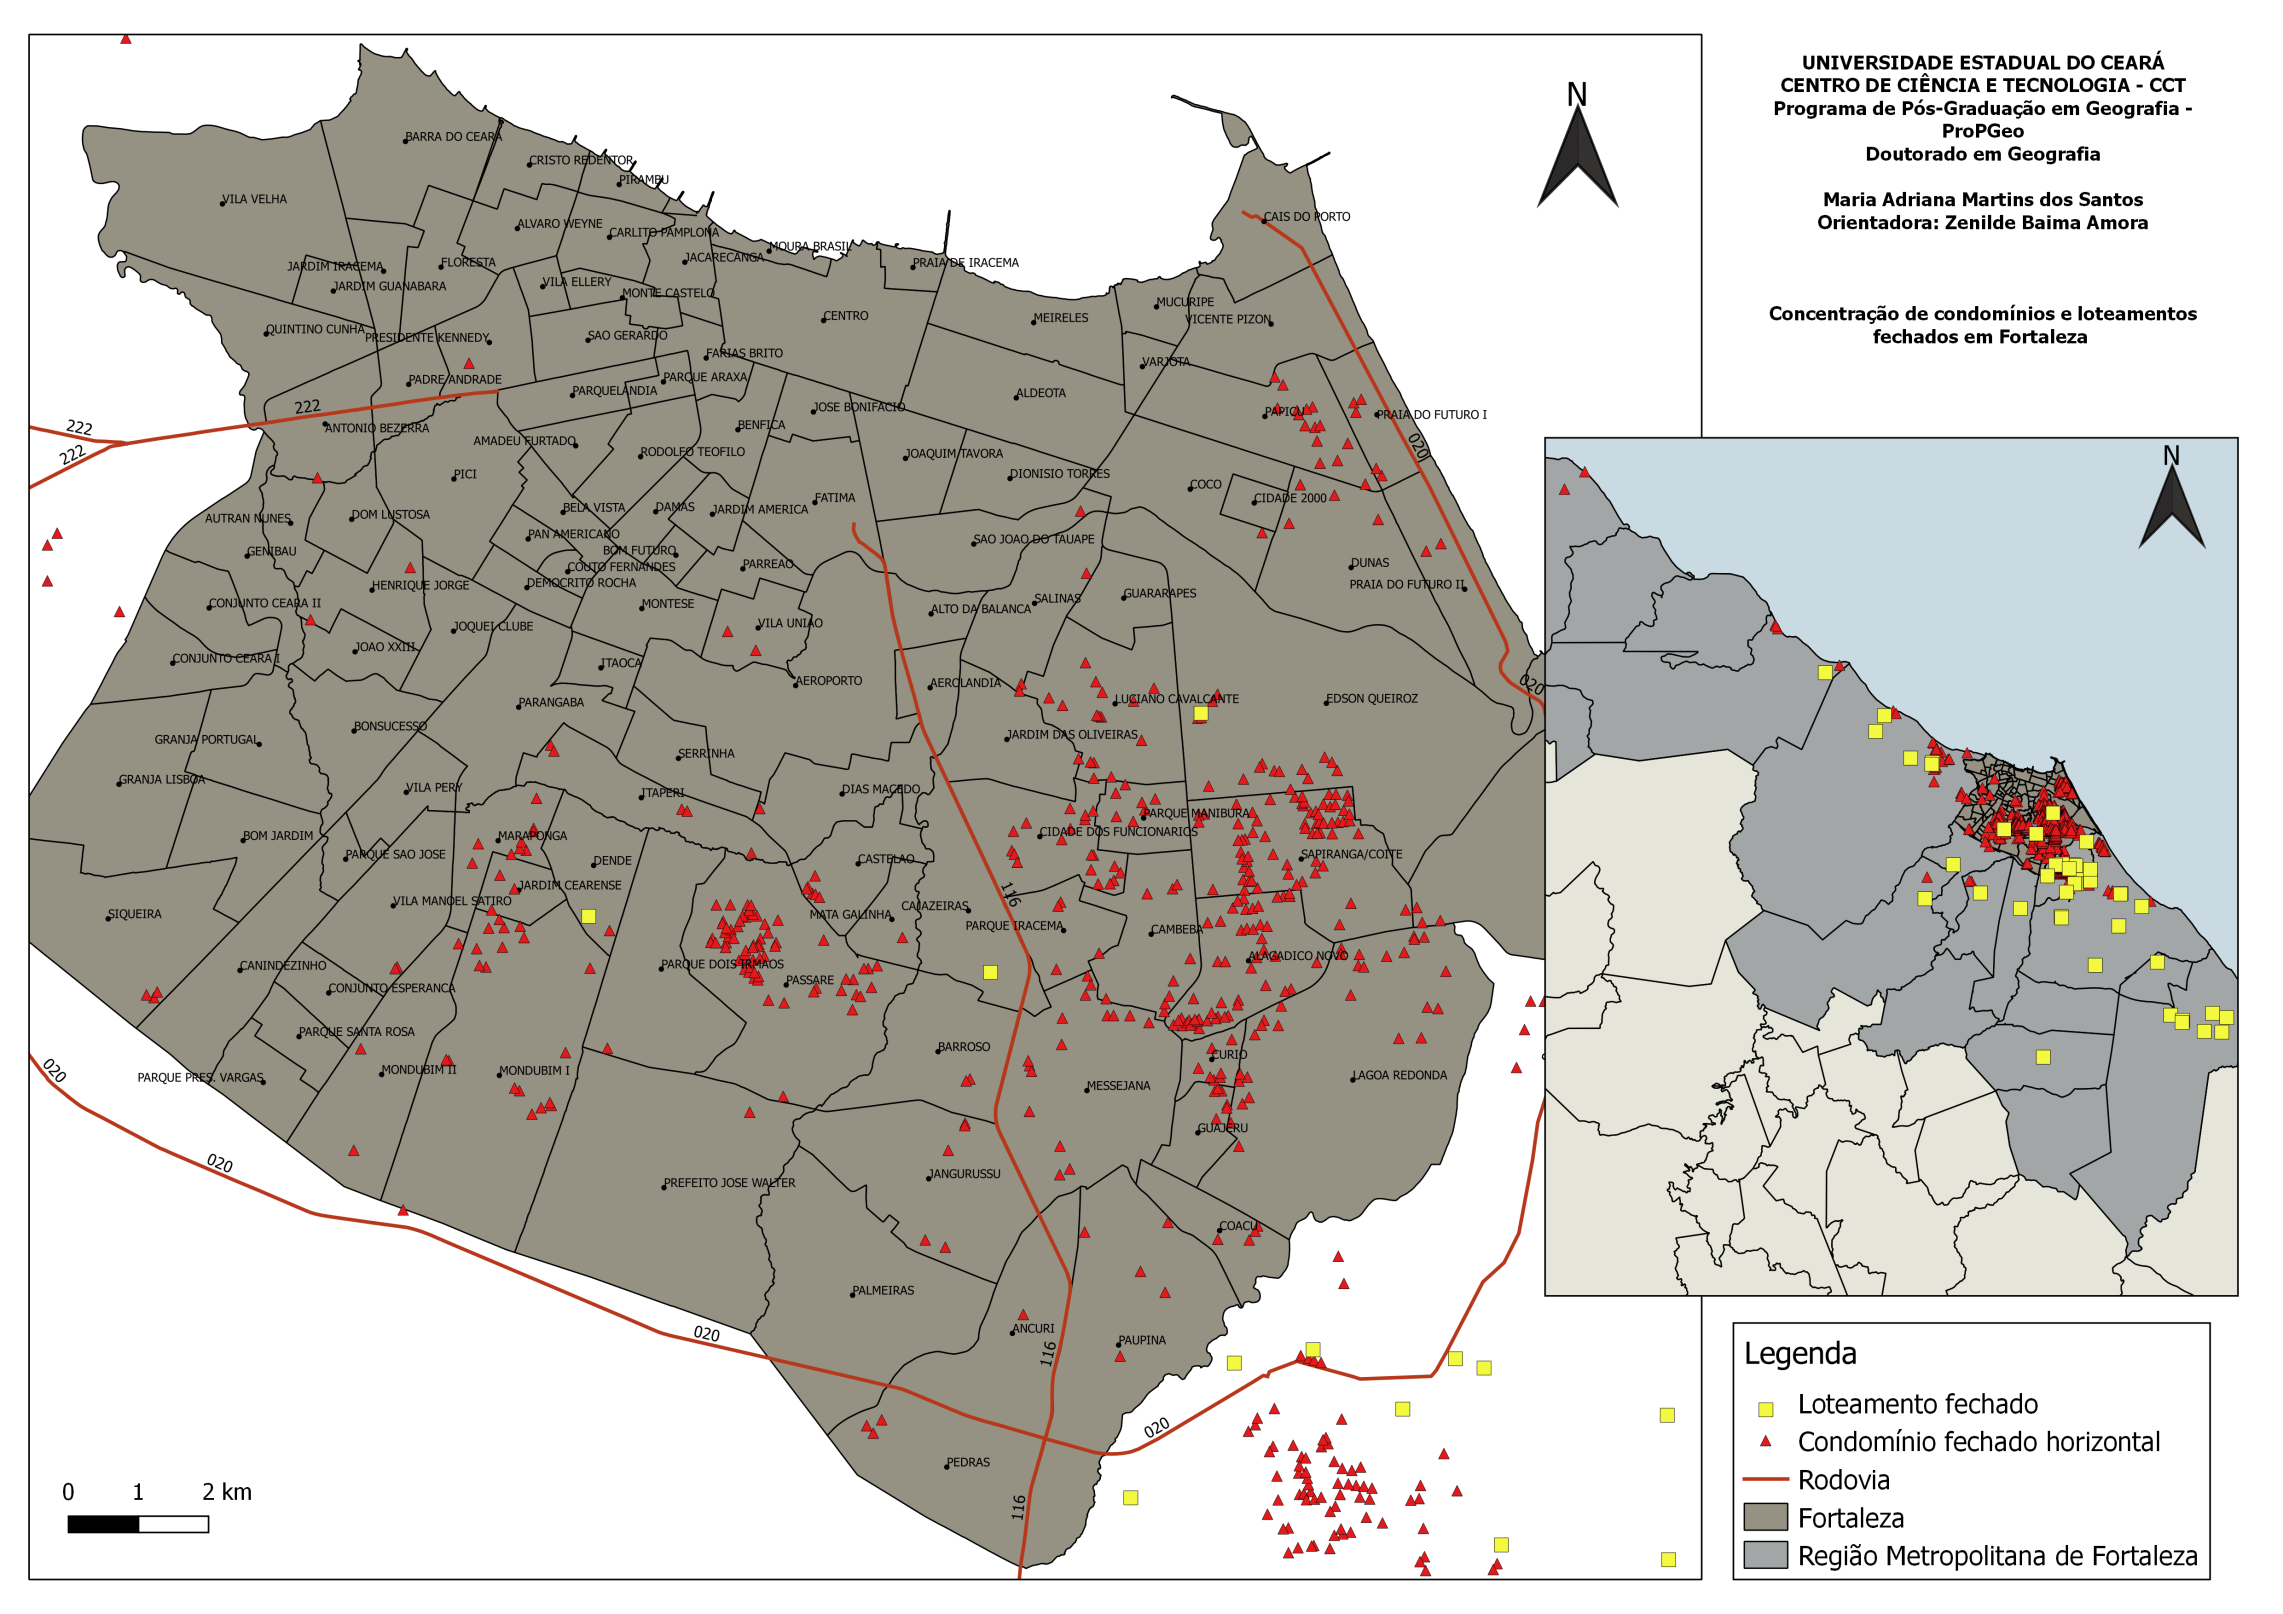 UNIVERSIDADE ESTADUAL DO CEARÁ
CENTRO DE CIÊNCIA E TECNOLOGIA - CCT
Programa de Pós-Graduação em Geografia -
ProPGeo
Doutorado em Geografia
Maria Adriana Martins dos Santos
Orientadora: Zenilde Baima Amora
Concentração de condomínios e loteamentos
fechados em Fortaleza
N
BARRA DO CEARA
CRISTO REDENTOR
PIRAMBU
VILA VELHA
CAIS DO PORTO
ALVARO WEYNE
CARLITO PAMPLONA
MOURA BRASIL
JACARECANGA
PRAIA DE IRACEMA
JARDIM IRACEMA
FLORESTA
JARDIM GUANABARA
VILA ELLERY
MONTE CASTELO
MUCURIPE
CENTRO
MEIRELES
VICENTE PIZON
QUINTINO CUNHA
PRESIDENTE KENNEDY
SAO GERARDO
FARIAS BRITO
VARJOTA
PADRE ANDRADE
PARQUELANDIA
PARQUE ARAXA
ALDEOTA
222
JOSE BONIFACIO
PAPICU
PRAIA DO FUTURO I
222
222
ANTONIO BEZERRA
BENFICA
AMADEU FURTADO
RODOLFO TEOFILO
JOAQUIM TAVORA
020
PICI
DIONISIO TORRES
COCO
CIDADE 2000
FATIMA
AUTRAN NUNES
DOM LUSTOSA
BELA VISTA
DAMAS
JARDIM AMERICA
PAN AMERICANO
SAO JOAO DO TAUAPE
GENIBAU
BOM FUTURO
COUTO FERNANDES
PARREAO
DUNAS
HENRIQUE JORGE
DEMOCRITO ROCHA
PRAIA DO FUTURO II
CONJUNTO CEARA II
MONTESE
ALTO DA BALANCA
SALINAS
GUARARAPES
JOQUEI CLUBE
VILA UNIAO
JOAO XXIII
CONJUNTO CEARA I
ITAOCA
AEROPORTO
AEROLANDIA
020
PARANGABA
LUCIANO CAVALCANTE
EDSON QUEIROZ
BONSUCESSO
GRANJA PORTUGAL
JARDIM DAS OLIVEIRAS
SERRINHA
GRANJA LISBOA
VILA PERY
ITAPERI
DIAS MACEDO
PARQUE MANIBURA
BOM JARDIM
MARAPONGA
CIDADE DOS FUNCIONARIOS
PARQUE SAO JOSE
DENDE
CASTELAO
SAPIRANGA/COITE
JARDIM CEARENSE
116
VILA MANOEL SATIRO
SIQUEIRA
MATA GALINHA
CAJAZEIRAS
PARQUE IRACEMA
CAMBEBA
CANINDEZINHO
PARQUE DOIS IRMAOS
ALAGADICO NOVO
PASSARE
CONJUNTO ESPERANCA
PARQUE SANTA ROSA
BARROSO
CURIO
020
PARQUE PRES. VARGAS
MONDUBIM II
MONDUBIM I
MESSEJANA
LAGOA REDONDA
GUAJERU
020
PREFEITO JOSE WALTER
JANGURUSSU
COACU
PALMEIRAS
020
ANCURI
PAUPINA
116
020
PEDRAS
116
0 1 2 km
N
Legenda
Loteamento fechado
Condomínio fechado horizontal
Rodovia
Fortaleza
Região Metropolitana de Fortaleza